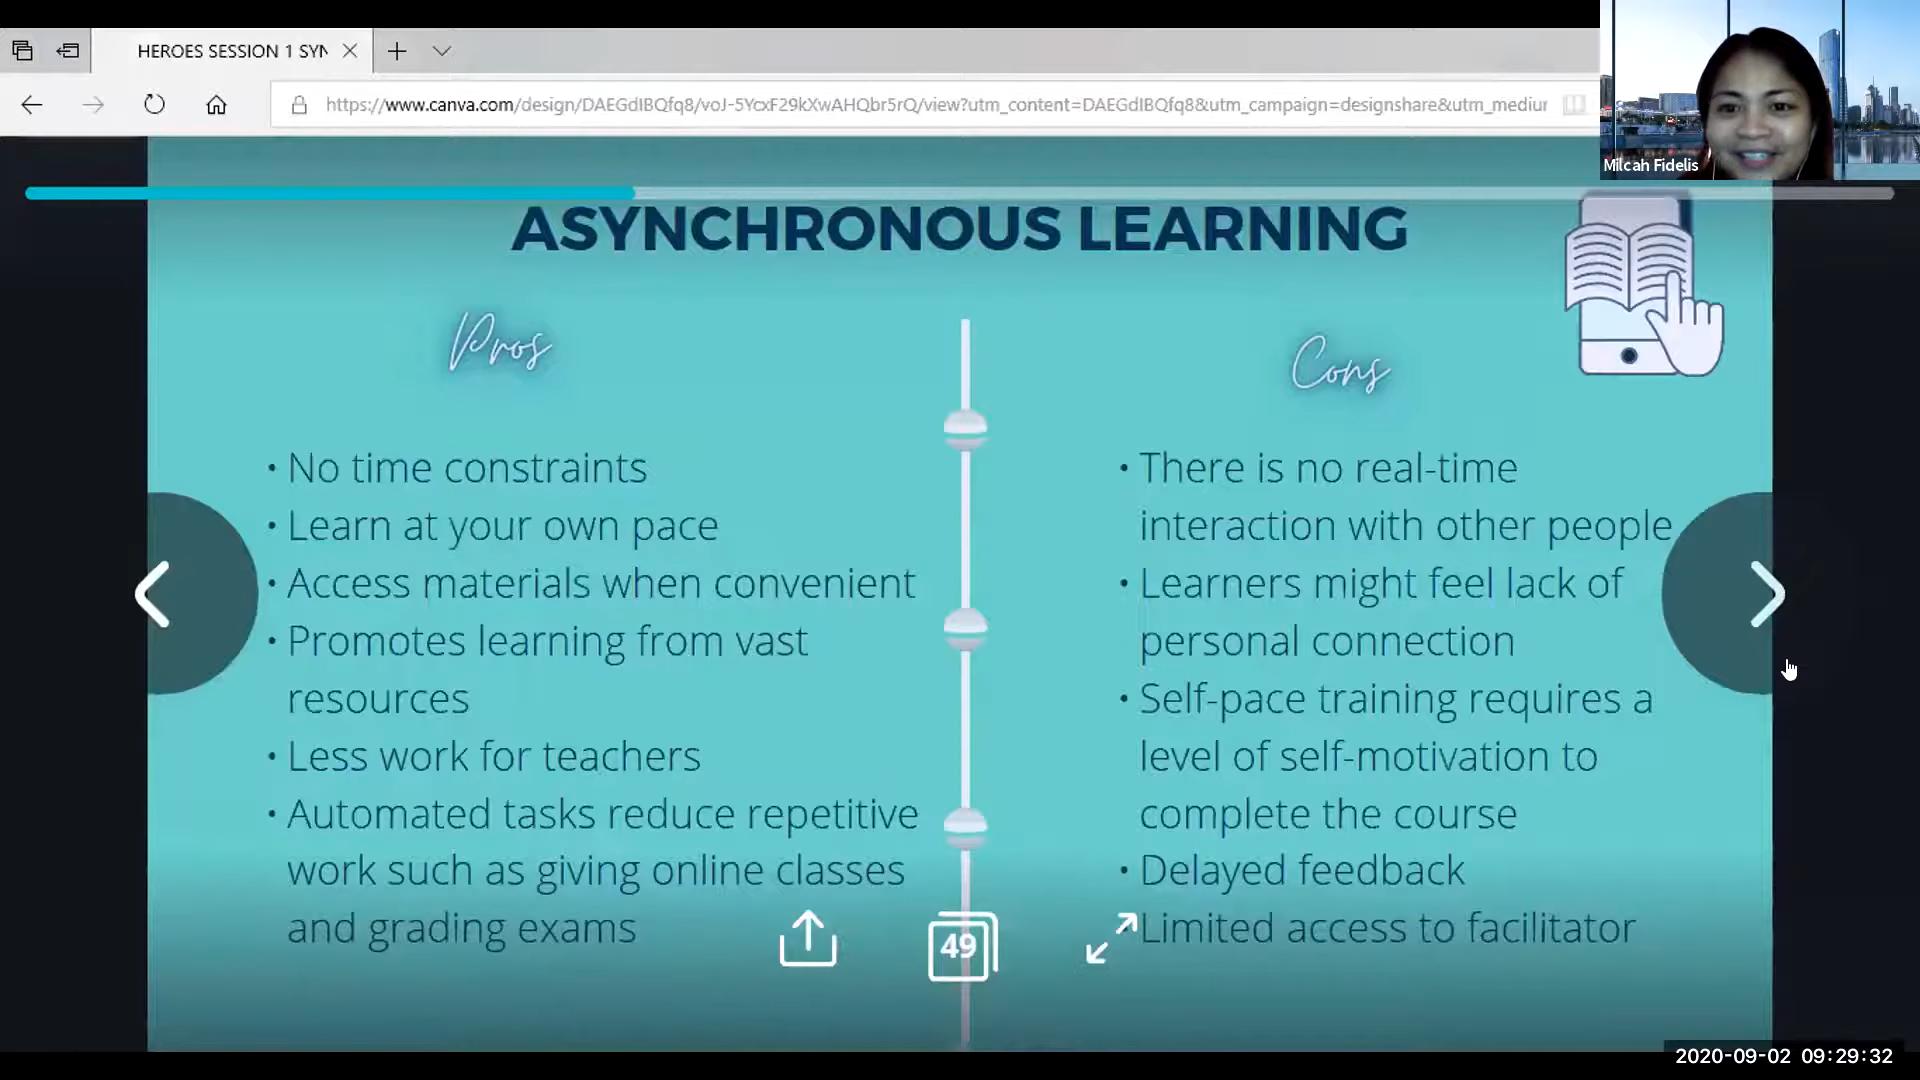 HEROES SESSION 1 SYN
https://www.canva.com/design/DAEGdIBQfq8/voJ-5YcxF29kXwAHQbr5rQ/view?utm_content=DAEGdIBQfq8&utm_campaign=designshare&utm_medium
Milcah Fidelis
ASYNCHRONOUS LEARNING
Pros
• No time constraints
• Learn at your own pace
• Access materials when convenient
• Promotes learning from vast
resources
• Less work for teachers
• Automated tasks reduce repetitive
work such as giving online classes
and grading exams
Cons
• There is no real-time
interaction with other people
• Learners might feel lack of
personal connection
• Self-pace training requires a
level of self-motivation to
complete the course
• Delayed feedback
• Limited access to facilitator
49
2020-09-02 09:29:32